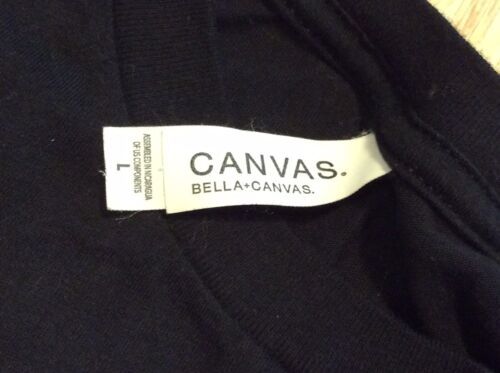 CANVAS.
BELLA+CANVAS.
L
ASSEMBLED IN NICARAGUA
OF US COMPONENTS